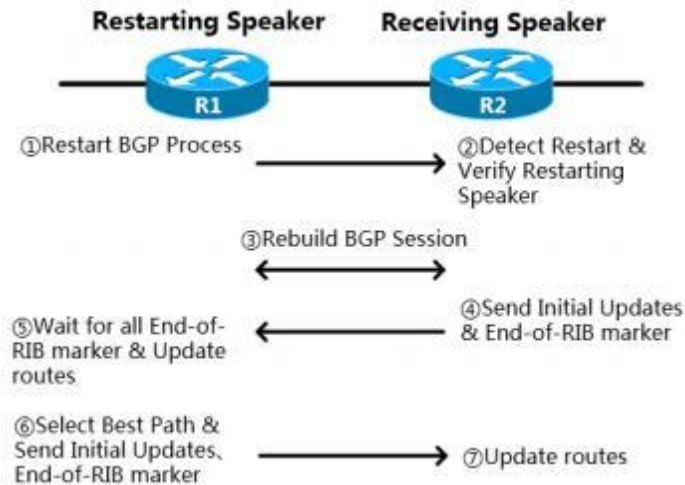 Restarting Speaker
Receiving Speaker
R1
R2
①Restart BGP Process
②Detect Restart &
Verify Restarting
Speaker
③Rebuild BGP Session
④Send Initial Updates
& End-of-RIB marker
⑤Wait for all End-of-
RIB marker & Update
routes
⑥Select Best Path &
Send Initial Updates、
End-of-RIB marker
⑦Update routes